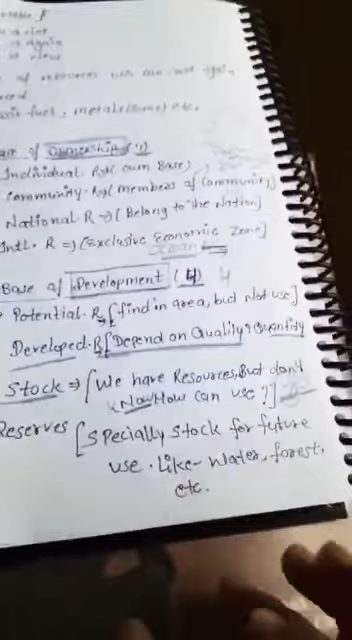 again
view
of resources
fuel, metals(some) etc.
of Ownership
Individual R⇒( own Base)
Community-R⇒(members of Community)
National R ⇒ [Belong to the Nation]
Intl. R ⇒ [Exclusive Economic Zone]
Ocean
Base of Development (4) 4
Potential-R⇒[find in area, but Not use]
Developed-R[Depend on Quality & Quantity
Stock ⇒ [We have Resources, But don't
know How can use ?]
Reserves [Specially Stock for future
use. Like- Water, forest,
etc.